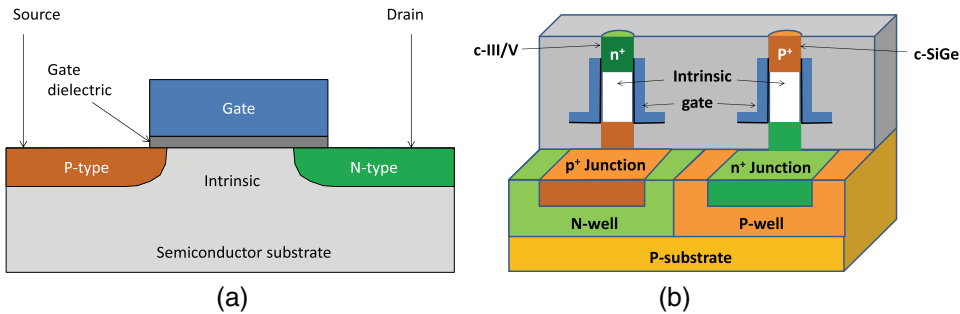 Source
Drain
Gate
dielectric
Gate
P-type
Intrinsic
N-type
Semiconductor substrate
(a)
c-III/V
n⁺
P⁺
c-SiGe
Intrinsic
gate
p⁺ Junction
n⁺ Junction
N-well
P-well
P-substrate
(b)